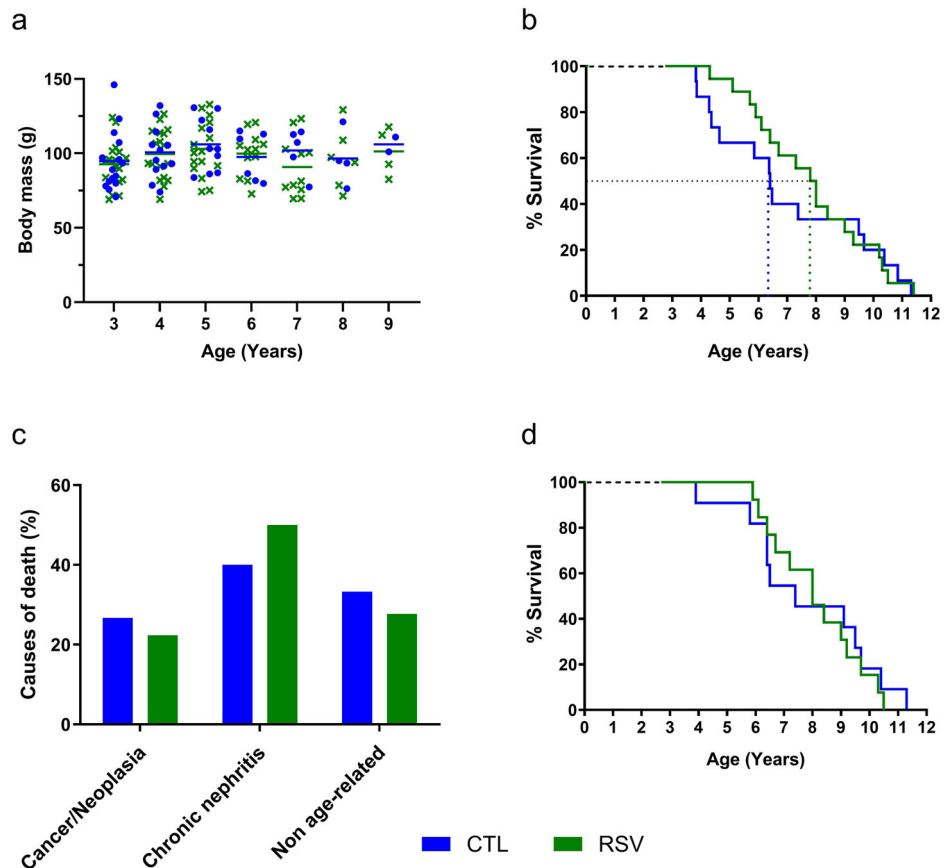 a
Body mass (g)
150
100
50
0
3 4 5 6 7 8 9
Age (Years)
b
% Survival
100
80
60
40
20
0
0 1 2 3 4 5 6 7 8 9 10 11 12
Age (Years)
c
Causes of death (%)
60
40
20
0
Cancer/Neoplasia
Chronic nephritis
Non age-related
d
% Survival
100
80
60
40
20
0
0 1 2 3 4 5 6 7 8 9 10 11 12
Age (Years)
CTL RSV